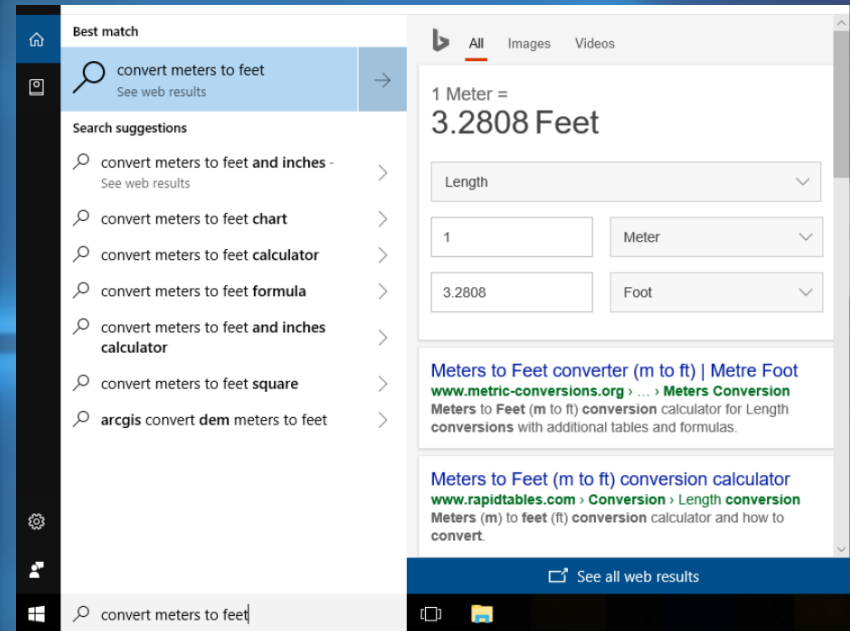 Best match
convert meters to feet
See web results
Search suggestions
convert meters to feet and inches -
See web results
convert meters to feet chart
convert meters to feet calculator
convert meters to feet formula
convert meters to feet and inches
calculator
convert meters to feet square
arcgis convert dem meters to feet
convert meters to feet
All Images Videos
1 Meter =
3.2808 Feet
Length
1 Meter
3.2808 Foot
Meters to Feet converter (m to ft) | Metre Foot
www.metric-conversions.org › ... › Meters Conversion
Meters to Feet (m to ft) conversion calculator for Length
conversions with additional tables and formulas.
Meters to Feet (m to ft) conversion calculator
www.rapidtables.com › Conversion › Length conversion
Meters (m) to feet (ft) conversion calculator and how to
convert.
See all web results